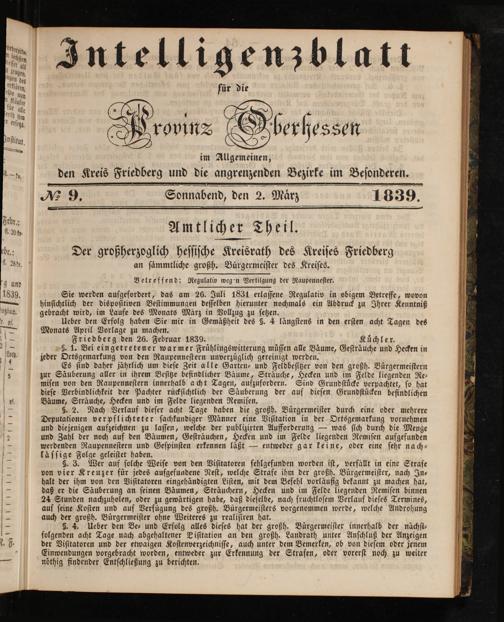 Intelligenzblatt
für die
Provinz Oberhessen
im Allgemeinen,
den Kreis Friedberg und die angrenzenden Bezirke im Besonderen.
№ 9. Sonnabend, den 2. März 1839.
Amtlicher Theil.
Der großherzoglich hessische Kreisrath des Kreises Friedberg
an sämmtliche großh. Bürgermeister des Kreises.
Betreffend: Regulativ wegen Vertilgung der Raupennester.
Sie werden aufgefordert, das am 26. Juli 1831 erlassene Regulativ in obigem Betreffe, wovon
hinsichtlich der dispositiven Bestimmungen desselben hierunter nochmals ein Abdruck zu Ihrer Kenntniß
gebracht wird, im Laufe des Monats März in Vollzug zu setzen.
Ueber den Erfolg haben Sie mir in Gemäßheit des §. 4 längstens in den ersten acht Tagen des
Monats April Vorlage zu machen.
Friedberg den 26. Februar 1839. Küchler.
§. 1. Bei eingetretener warmer Frühlingswitterung müssen alle Bäume, Gesträuche und Hecken in
jeder Ortsgemarkung von den Raupennestern unverzüglich gereinigt werden.
Es sind daher jährlich um diese Zeit alle Garten- und Feldbesitzer von den großh. Bürgermeistern
zur Säuberung aller in ihrem Besitze befindlicher Bäume, Sträuche, Hecken und im Felde liegenden Rei-
misen von den Raupennestern innerhalb acht Tagen, aufzufordern. Sind Grundstücke verpachtet, so hat
diese Verbindlichkeit der Pachter rücksichtlich der Säuberung der auf diesen Grundstücken befindlichen
Bäume, Sträuche, Hecken und im Felde liegenden Remisen.
§. 2. Nach Verlauf dieser acht Tage haben die großh. Bürgermeister durch eine oder mehrere
Deputationen verpflichteter sachkundiger Männer eine Visitation in der Ortsgemarkung vornehmen
und diejenigen aufzeichnen zu lassen, welche der publizirten Aufforderung — was sich durch die Menge
und Zahl der noch auf den Bäumen, Gesträuchen, Hecken und im Felde liegenden Remisen aufgefunden
werdenden Raupennester und Gespinsten erkennen läßt — entweder gar keine, oder eine sehr nach-
lässige Folge geleistet haben.
§. 3. Wer auf solche Weise von den Visitatoren fehlgefunden worden ist, verfällt in eine Strafe
von vier Kreuzer für jedes aufgefundene Nest, welche Strafe ihm der großh. Bürgermeister, nach In-
halt der ihm von den Visitatoren eingehändigten Listen, mit dem Befehl vorläufig bekannt zu machen hat,
daß er die Säuberung an seinen Bäumen, Sträuchern, Hecken und im Felde liegenden Remisen binnen
24 Stunden nachzuholen, oder zu gewärtigen habe, daß dieselbe, nach fruchtlosem Verlauf dieses Termines,
auf seine Kosten und auf Verfügung des großh. Bürgermeisters vorgenommen werde, welche Androhung
auch der großh. Bürgermeister ohne Weiteres zu realisiren hat.
§. 4. Ueber den Be- und Erfolg alles dieses hat der großh. Bürgermeister innerhalb der nächst-
folgenden acht Tage nach abgehaltener Visitation an den großh. Landrath unter Anschluß der Anzeigen
der Visitatoren und der etwaigen Kostenverzeichnisse, auch unter dem Bemerken, ob von diesem oder jenem
Einwendungen vorgebracht worden, entweder zur Erkennung der Strafen, oder vorerst noch zu weiter
nöthig findender Entschließung zu berichten.